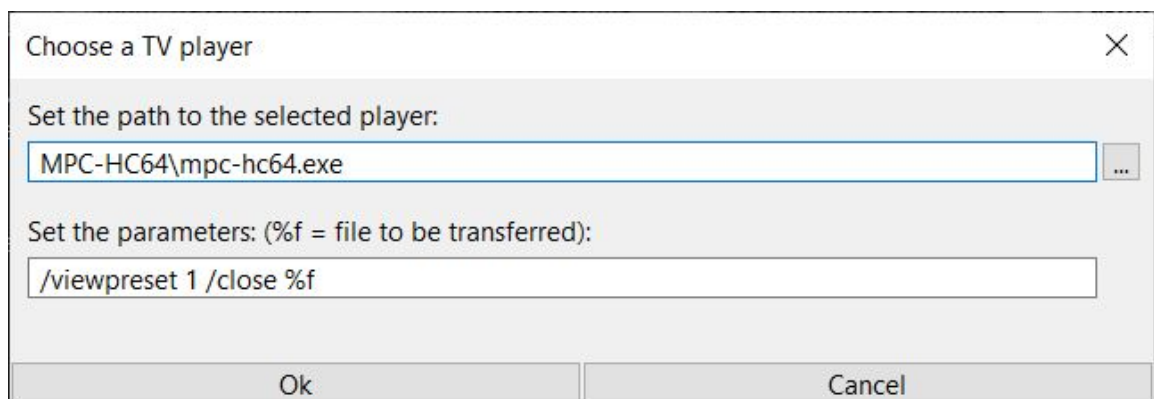 Choose a TV player
Set the path to the selected player:
MPC-HC64\mpc-hc64.exe
...
Set the parameters: (%f = file to be transferred):
/viewpreset 1 /close %f
Ok
Cancel